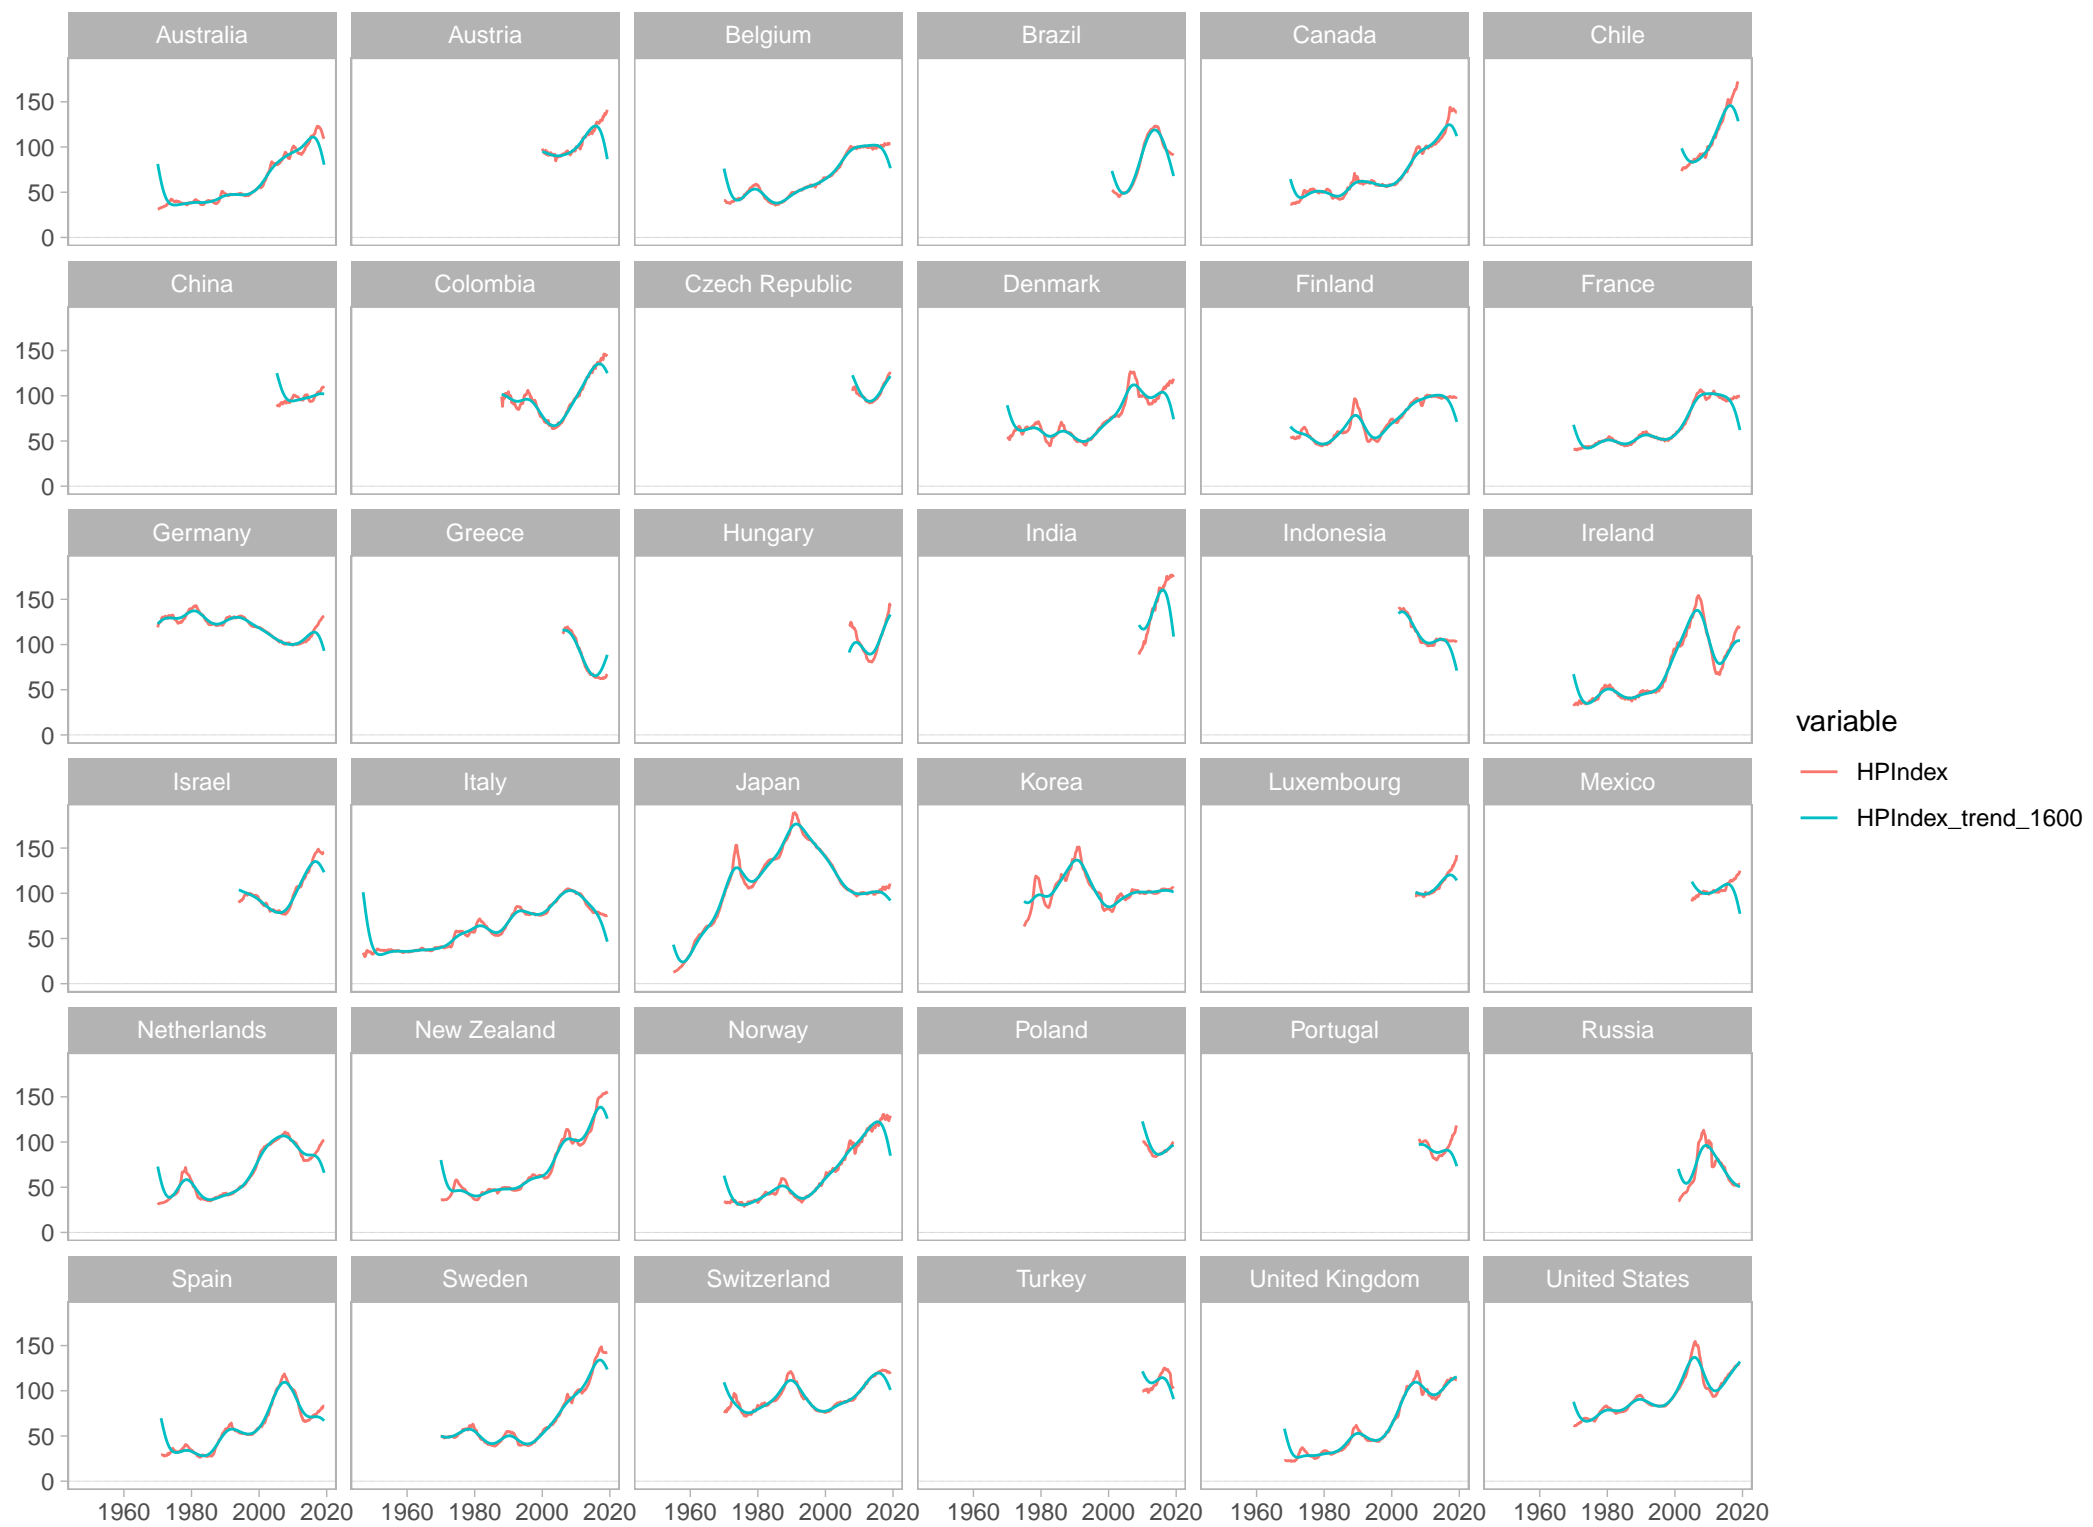 Australia Austria Belgium Brazil Canada Chile
150
100
50
0
China Colombia Czech Republic Denmark Finland France
150
100
50
0
Germany Greece Hungary India Indonesia Ireland
150
100
50
0
variable
HPIndex
HPIndex_trend_1600
Israel Italy Japan Korea Luxembourg Mexico
150
100
50
0
Netherlands New Zealand Norway Poland Portugal Russia
150
100
50
0
Spain Sweden Switzerland Turkey United Kingdom United States
150
100
50
0
1960 1980 2000 2020 1960 1980 2000 2020 1960 1980 2000 2020 1960 1980 2000 2020 1960 1980 2000 2020 1960 1980 2000 2020